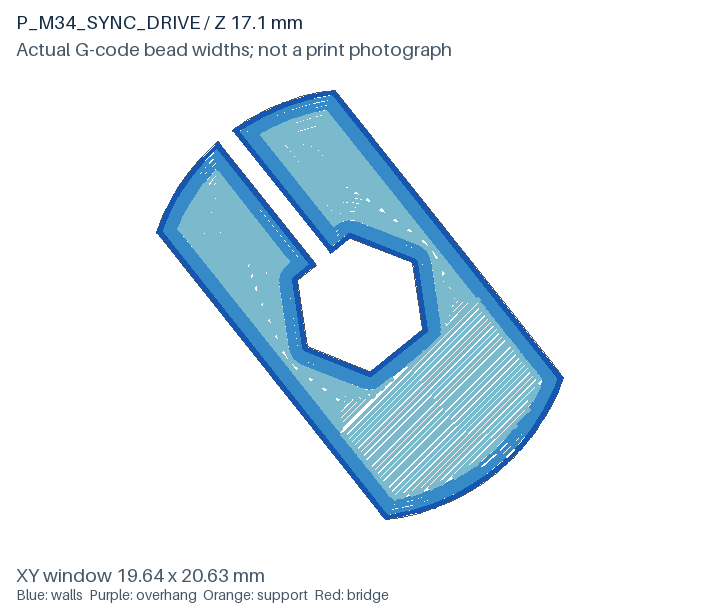 P_M34_SYNC_DRIVE / Z 17.1 mm
Actual G-code bead widths; not a print photograph
XY window 19.64 x 20.63 mm
Blue: walls  Purple: overhang  Orange: support  Red: bridge